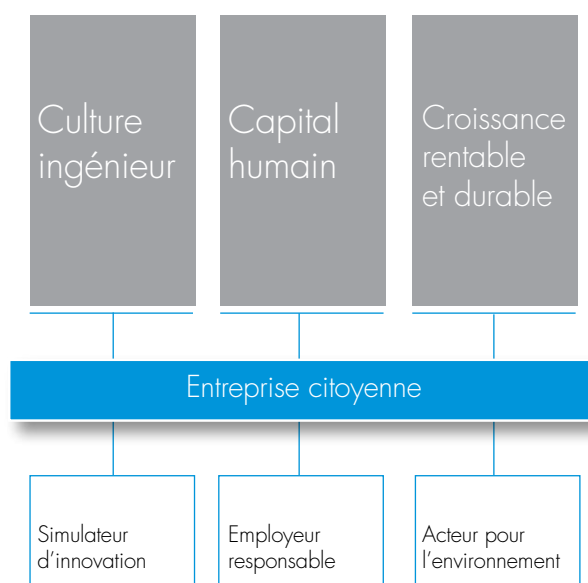 Culture
ingénieur
Capital
humain
Croissance
rentable
et durable
Entreprise citoyenne
Simulateur
d’innovation
Employeur
responsable
Acteur pour
l’environnement